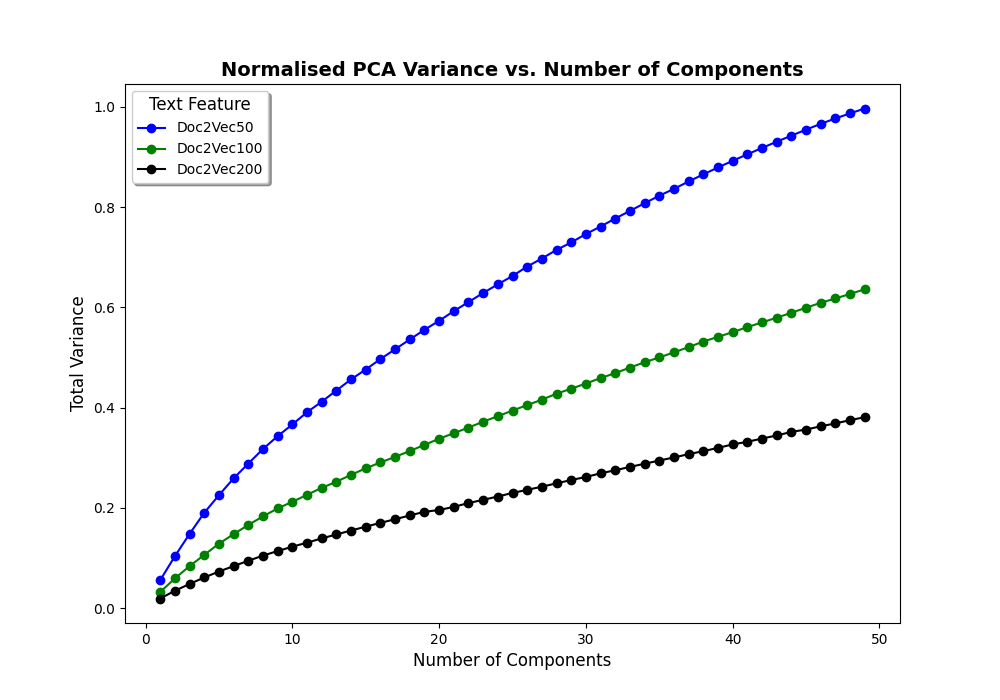 Normalised PCA Variance vs. Number of Components
Text Feature
Doc2Vec50
Doc2Vec100
Doc2Vec200
Total Variance
1.0
0.8
0.6
0.4
0.2
0.0
0 10 20 30 40 50
Number of Components